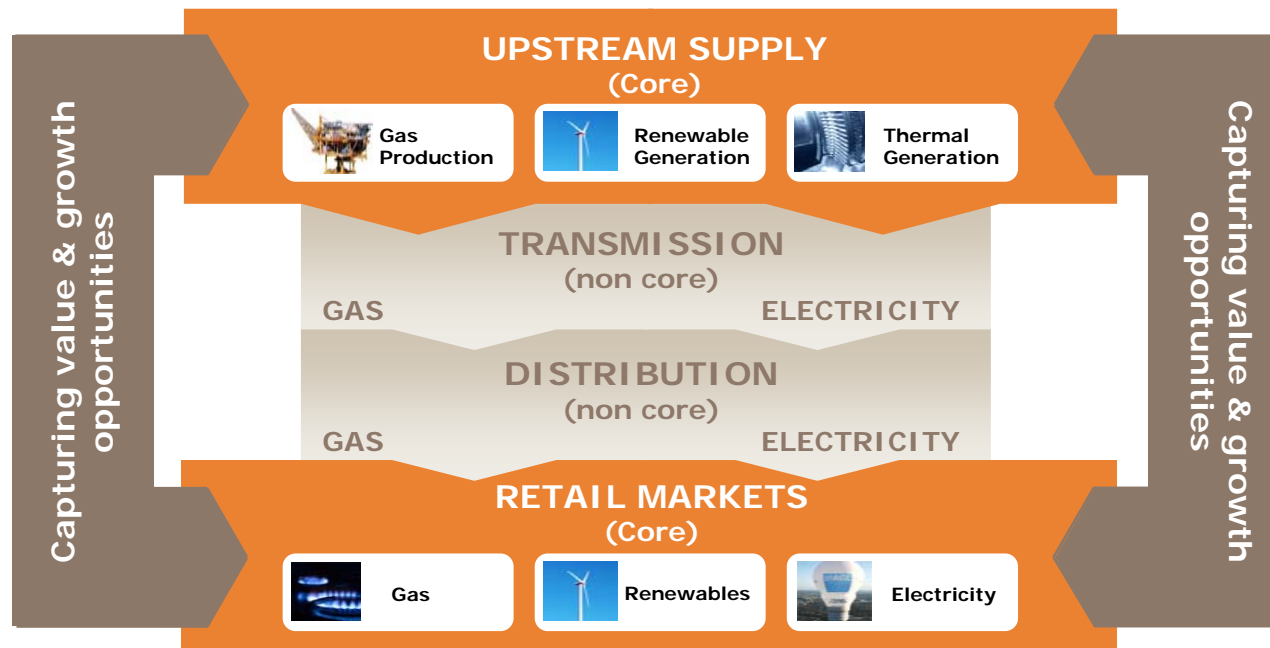 Capturing value & growth
opportunities
UPSTREAM SUPPLY
(Core)
Gas
Production
Renewable
Generation
Thermal
Generation
TRANSMISSION
(non core)
GAS
ELECTRICITY
DISTRIBUTION
(non core)
GAS
ELECTRICITY
RETAIL MARKETS
(Core)
Gas
Renewables
Electricity
Capturing value & growth
opportunities